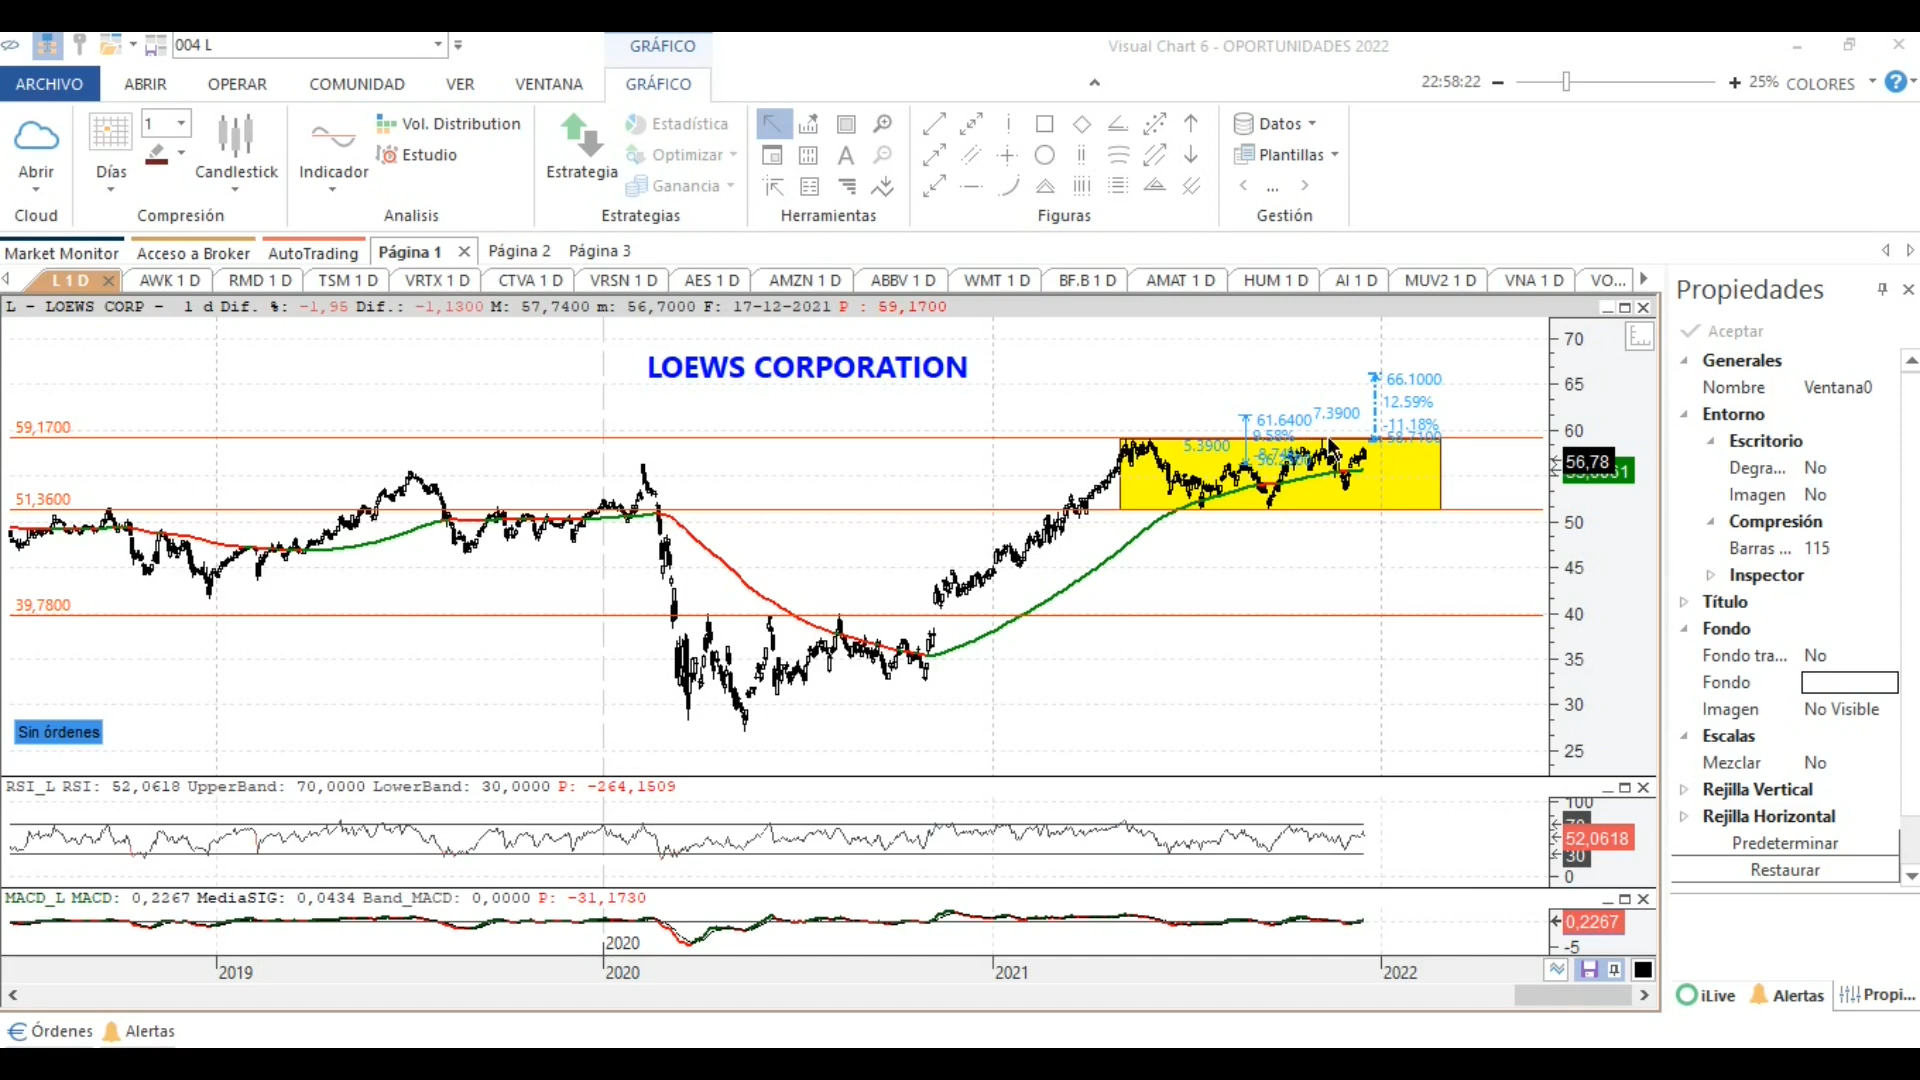 004 L
GRÁFICO
Visual Chart 6 - OPORTUNIDADES 2022
ARCHIVO ABRIR OPERAR COMUNIDAD VER VENTANA GRÁFICO
22:58:22 25% COLORES
1
Vol. Distribution
Estudio
Estadística
Optimizar
Ganancia
Datos
Plantillas
...
Abrir Días Candlestick Indicador Estrategia
Cloud Compresión Analisis Estrategias Herramientas Figuras Gestión
Market Monitor Acceso a Broker AutoTrading Página 1 Página 2 Página 3
L 1 D AWK 1 D RMD 1 D TSM 1 D VRTX 1 D CTVA 1 D VRSN 1 D AES 1 D AMZN 1 D ABBV 1 D WMT 1 D BF.B 1 D AMAT 1 D HUM 1 D AI 1 D MUV2 1 D VNA 1 D VO...
L - LOEWS CORP - 1 d Dif. %: -1,95 Dif.: -1,1300 M: 57,7400 m: 56,7000 F: 17-12-2021 P : 59,1700
LOEWS CORPORATION
66.1000
12.59%
-11.18%
58.7100
7.3900
61.6400
9.58%
5.3900
59,1700
51,3600
39,7800
70
65
60
56,78
50
45
40
35
30
25
Sin órdenes
RSI_L RSI: 52,0618 UpperBand: 70,0000 LowerBand: 30,0000 P: -264,1509
100
70
52,0618
30
0
MACD_L MACD: 0,2267 MediaSIG: 0,0434 Band_MACD: 0,0000 P: -31,1730
0,2267
-5
2020
2019 2020 2021 2022
Propiedades
Aceptar
Generales
Nombre Ventana0
Entorno
Escritorio
Degra... No
Imagen No
Compresión
Barras ... 115
Inspector
Título
Fondo
Fondo tra... No
Fondo
Imagen No Visible
Escalas
Mezclar No
Rejilla Vertical
Rejilla Horizontal
Predeterminar
Restaurar
iLive Alertas Propi...
Órdenes Alertas